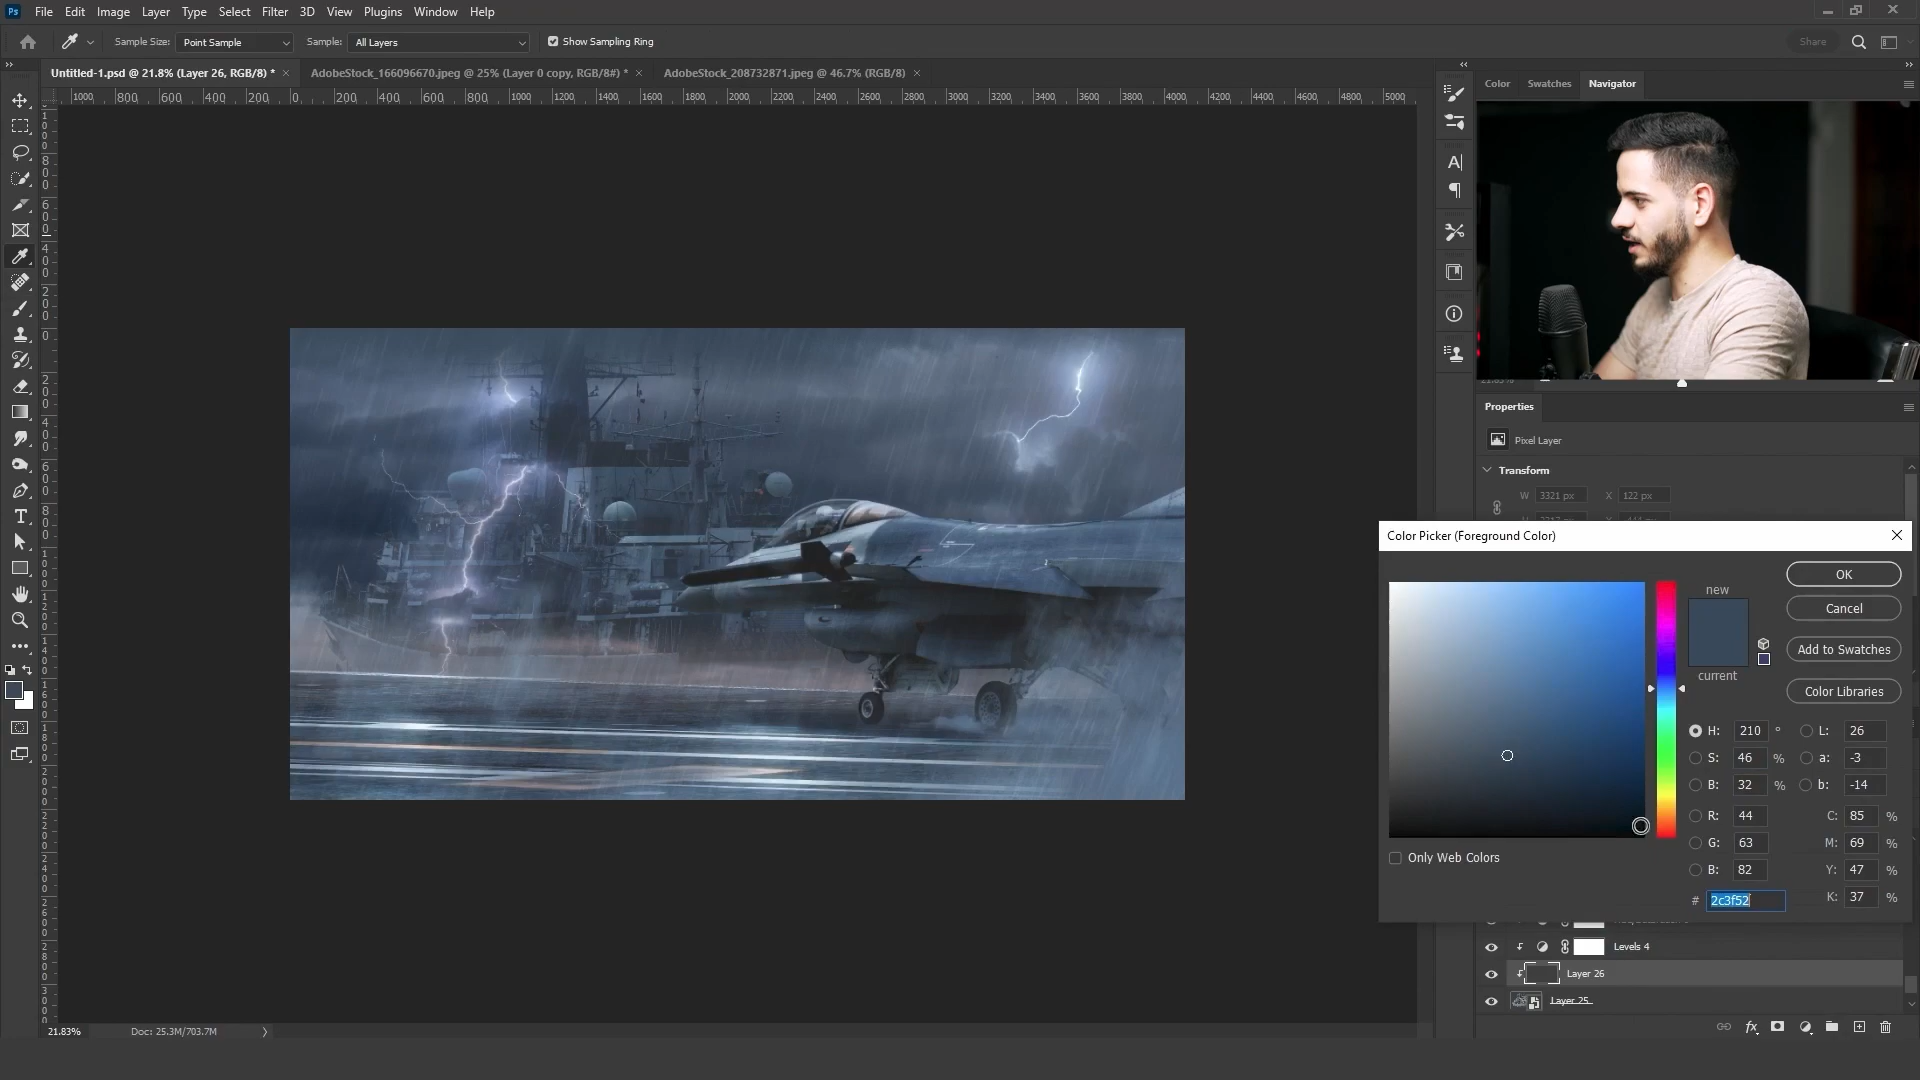 Ps File Edit Image Layer Type Select Filter 3D View Plugins Window Help
Sample Size: Point Sample Sample: All Layers Show Sampling Ring Share
Untitled-1.psd @ 21.8% (Layer 26, RGB/8) * AdobeStock_166096670.jpeg @ 25% (Layer 0 copy, RGB/8#) * AdobeStock_208732871.jpeg @ 46.7% (RGB/8)
Color Swatches Navigator
1000 800 600 400 200 0 200 400 600 800 1000 1200 1400 1600 1800 2000 2200 2400 2600 2800 3000 3200 3400 3600 3800 4000 4200 4400 4600 4800 5000
Properties
Pixel Layer
Transform
W 3321 px X 122 px
Color Picker (Foreground Color)
new
current
OK
Cancel
Add to Swatches
Color Libraries
H: 210 ° L: 26
S: 46 % a: -3
B: 32 % b: -14
R: 44 C: 85 %
G: 63 M: 69 %
B: 82 Y: 47 %
# 2c3f52 K: 37 %
Only Web Colors
Levels 4
Layer 26
Layer 25
21.83% Doc: 25.3M/703.7M